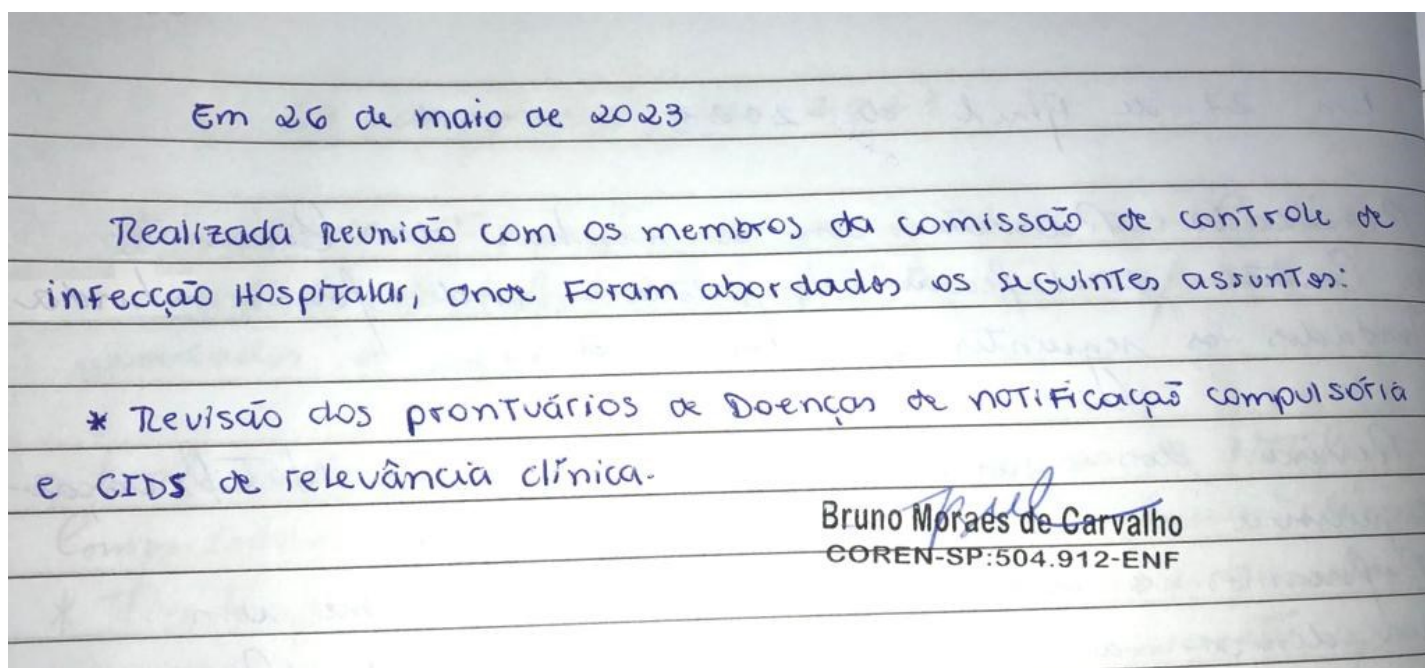 Em 26 de maio de 2023
Realizada Reunião com os membros da comissão de controle de
infecção Hospitalar, onde Foram abordados os seguintes assuntos:
* Revisão dos prontuários de Doenças de notificação compulsória
e CIDS de relevância clínica.
Bruno Moraes de Carvalho
COREN-SP:504.912-ENF